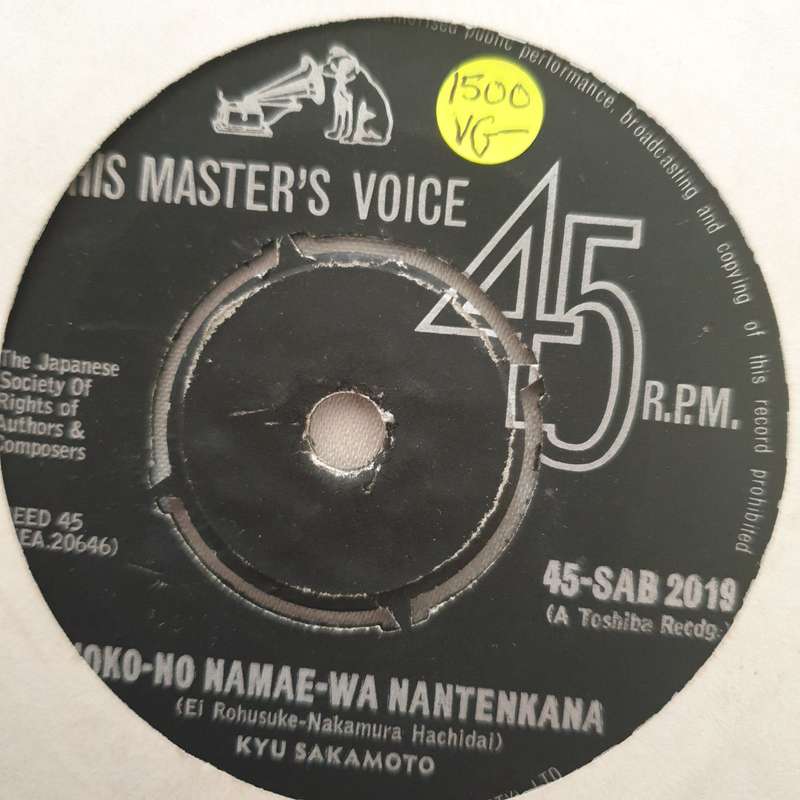 1500
VG-
authorised public performance, broadcasting and copying of this record prohibited
HIS MASTER'S VOICE
45
R.P.M.
The Japanese
Society Of
Rights of
Authors &
Composers
EED 45
EA.20646)
45-SAB 2019
(A Toshiba Recdg.
OKO-NO NAMAE-WA NANTENKANA
(Ei Rohusuke-Nakamura Hachidai)
KYU SAKAMOTO
LTD